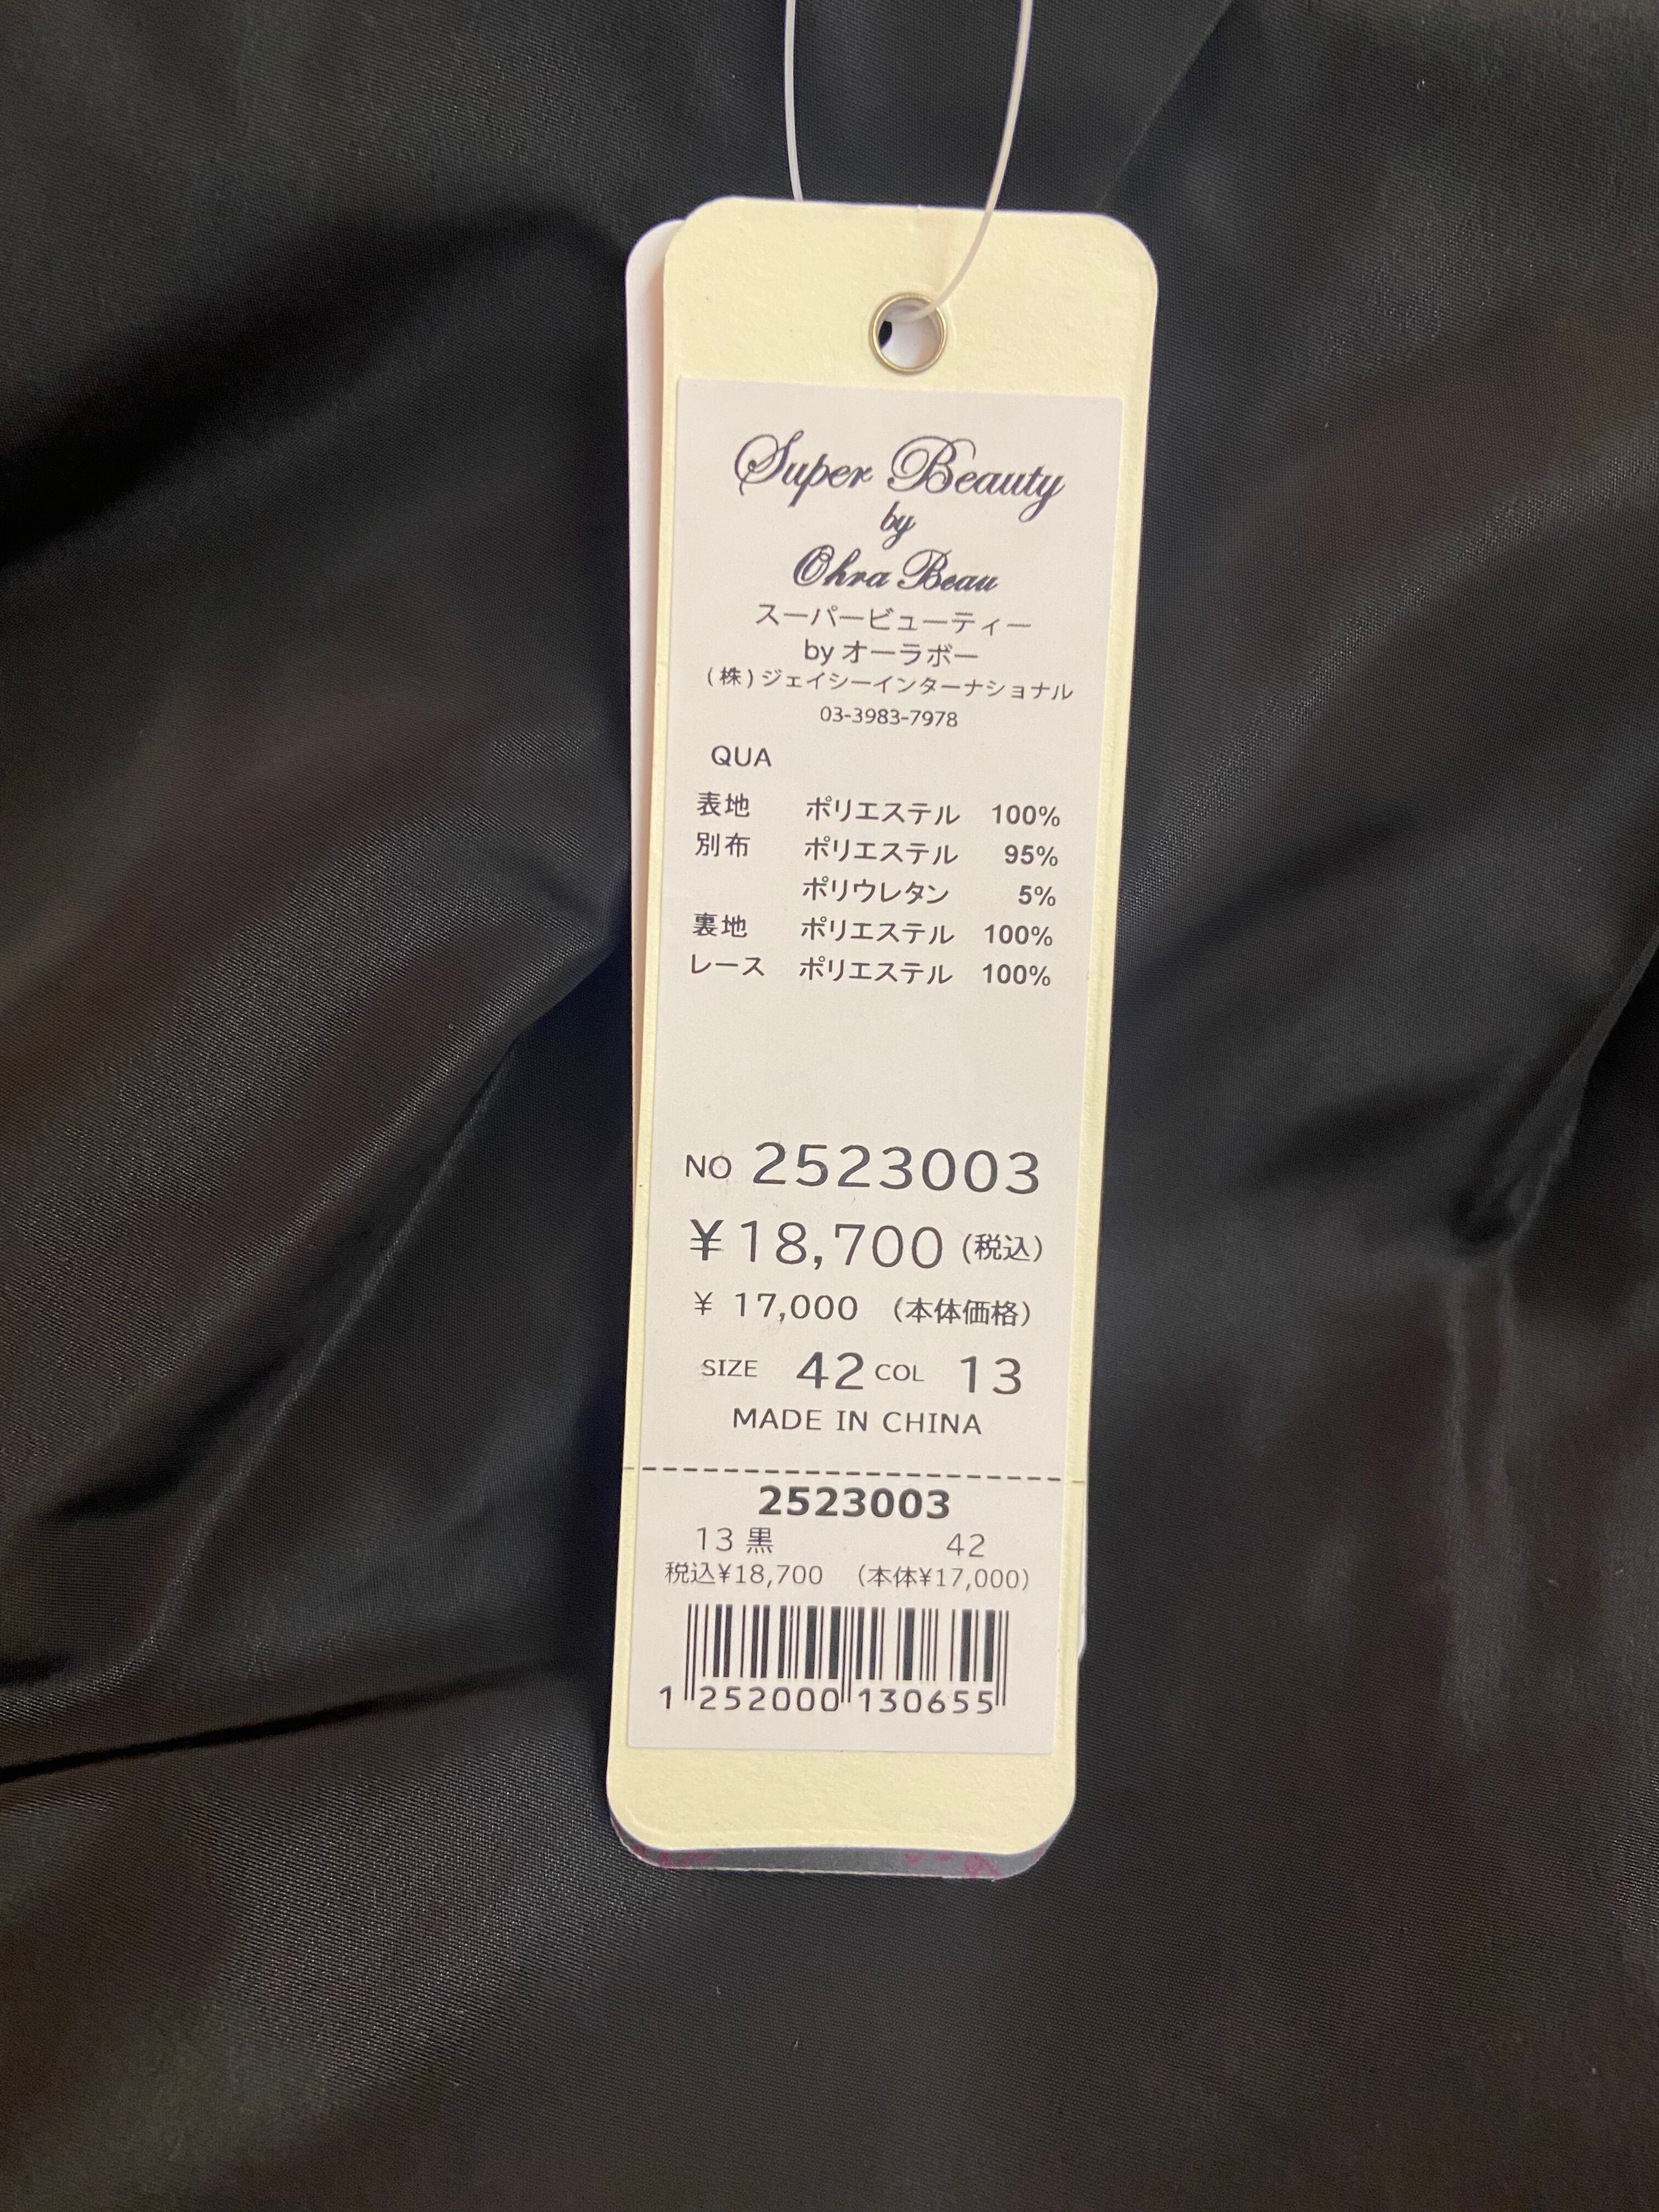 Super Beauty
by
Ohra Beau
スーパービューティー
by オーラボー
(株)ジェイシーインターナショナル
03-3983-7978
QUA
表地 ポリエステル 100%
別布 ポリエステル 95%
ポリウレタン 5%
裏地 ポリエステル 100%
レース ポリエステル 100%
NO 2523003
¥18,700 (税込)
¥ 17,000 (本体価格)
SIZE 42 COL 13
MADE IN CHINA
2523003
13 黒 42
税込¥18,700 (本体¥17,000)
1 252000 130655